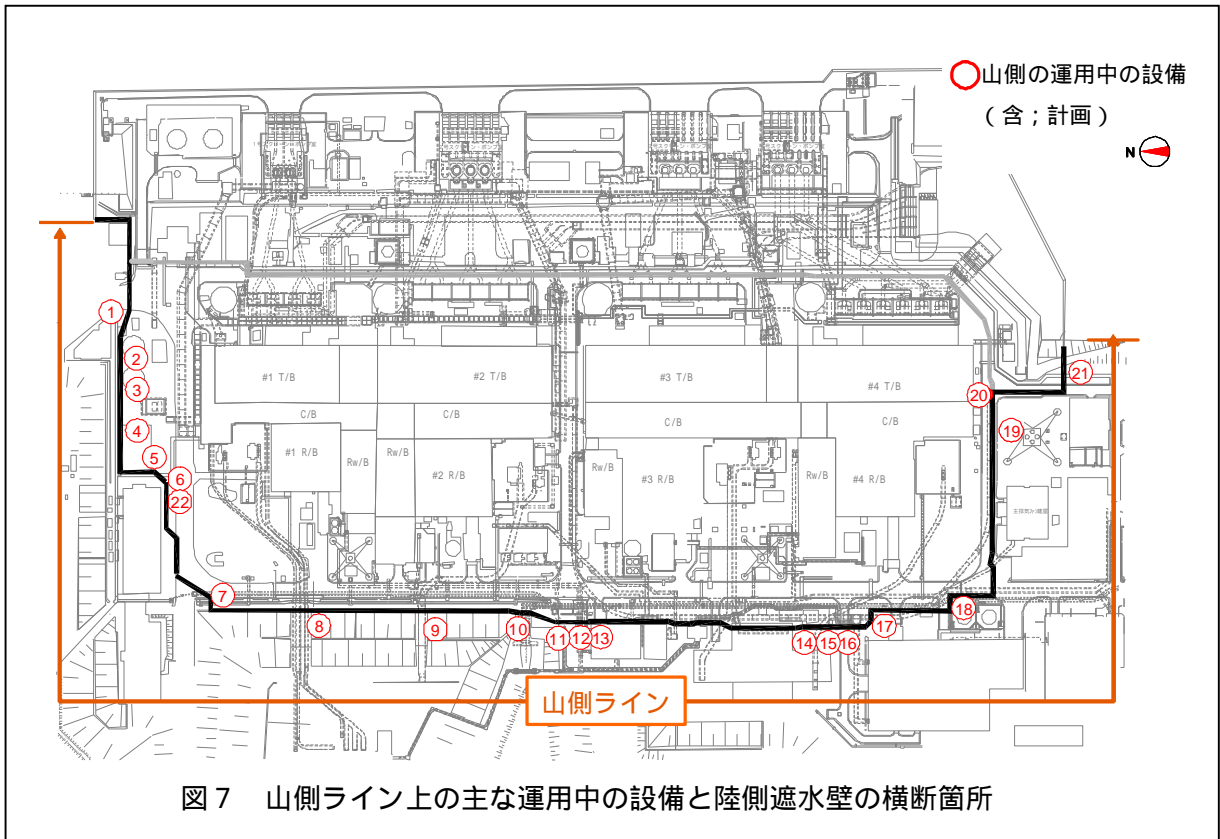 山側の運用中の設備
（含；計画）
N
1
2
3
4
5
6
22
7
8
9
10
11
12
13
14
15
16
17
18
19
20
21
#1 T/B
#2 T/B
#3 T/B
#4 T/B
C/B
C/B
C/B
C/B
#1 R/B
Rw/B
Rw/B
#2 R/B
Rw/B
#3 R/B
Rw/B
#4 R/B
山側ライン
図７　山側ライン上の主な運用中の設備と陸側遮水壁の横断箇所